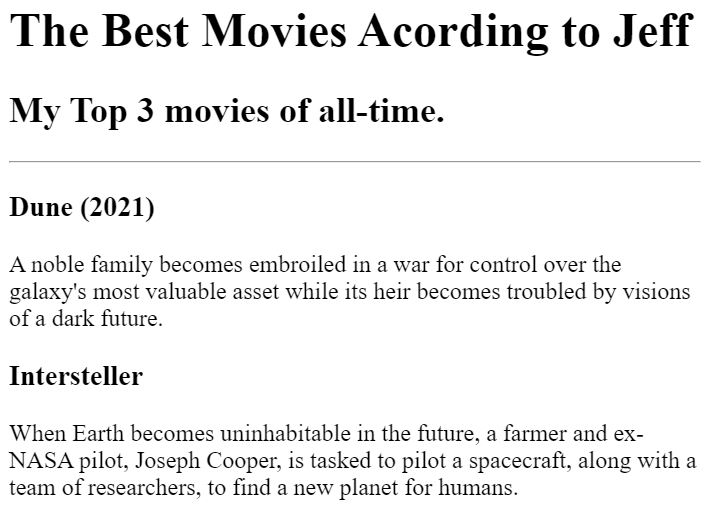 The Best Movies Acording to Jeff
My Top 3 movies of all-time.
Dune (2021)
A noble family becomes embroiled in a war for control over the
galaxy's most valuable asset while its heir becomes troubled by visions
of a dark future.
Intersteller
When Earth becomes uninhabitable in the future, a farmer and ex-
NASA pilot, Joseph Cooper, is tasked to pilot a spacecraft, along with a
team of researchers, to find a new planet for humans.